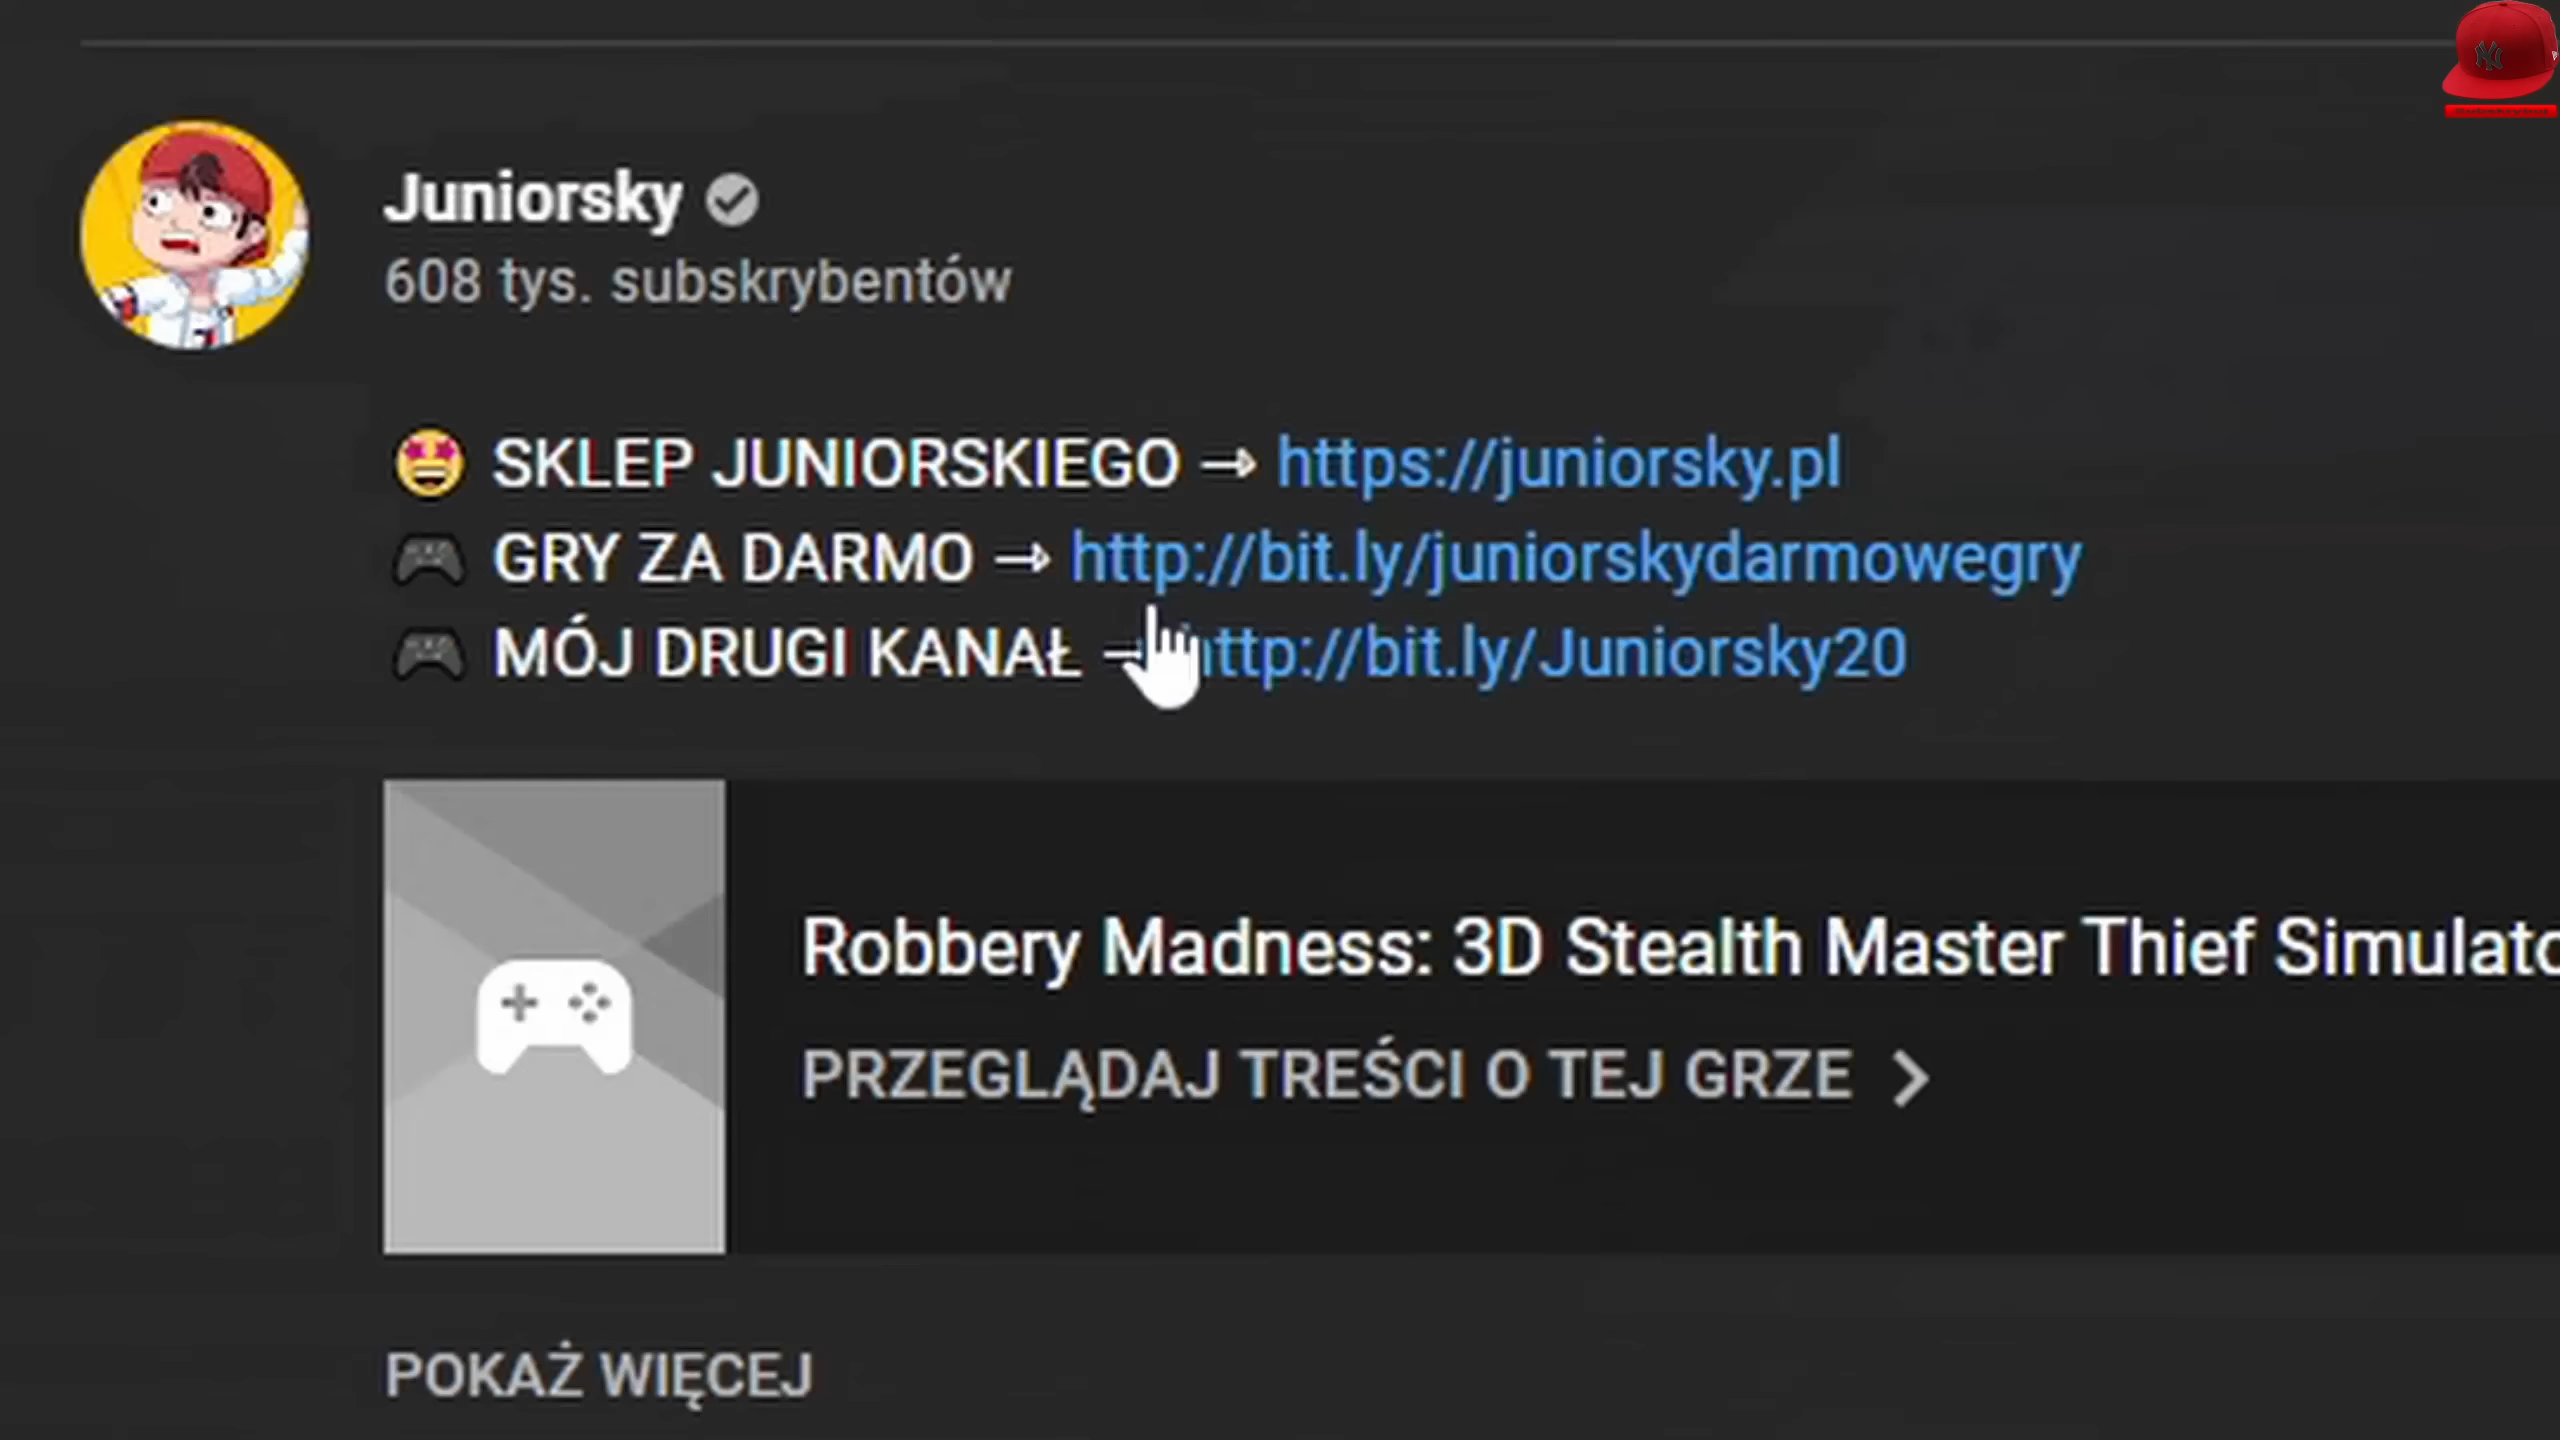 Juniorsky
608 tys. subskrybentów
SKLEP JUNIORSKIEGO → https://juniorsky.pl
GRY ZA DARMO → http://bit.ly/juniorskydarmowegry
MÓJ DRUGI KANAŁ → ttp://bit.ly/Juniorsky20
Robbery Madness: 3D Stealth Master Thief Simulato
PRZEGLĄDAJ TREŚCI O TEJ GRZE
POKAŻ WIĘCEJ